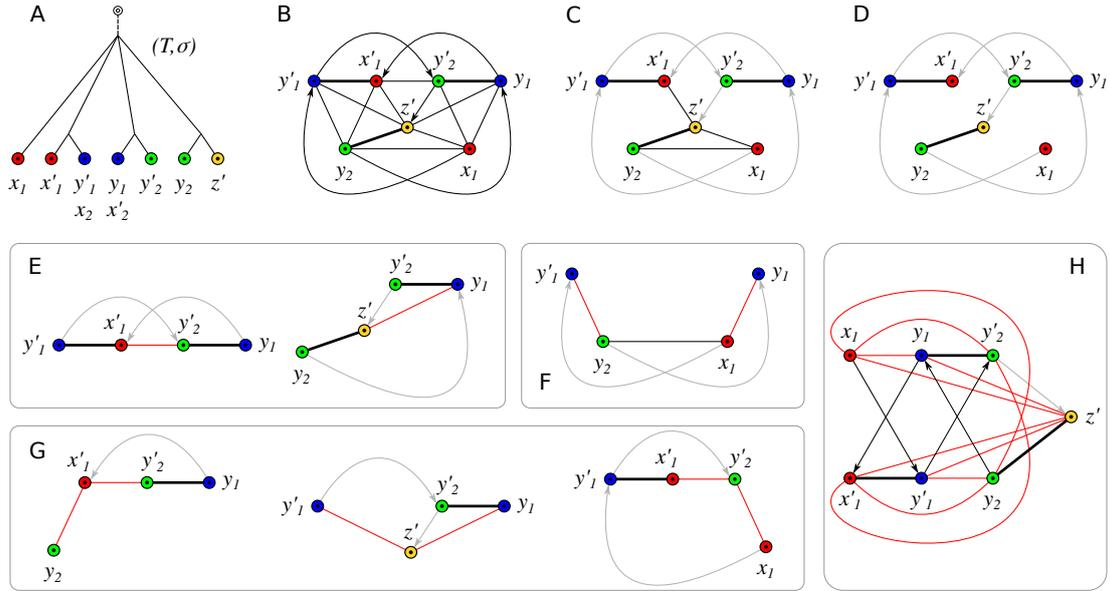 A B C D
(T,σ)
x'1 y'2
y'1 y1
z'
y2 x1
x'1 y'2
y'1 y1
z'
y2 x1
x'1 y'2
y'1 y1
z'
y2 x1
x1 x'1 y'1 y1 y'2 y2 z'
x2 x'2
E
y'1 x'1 y'2 y1
y'2 y1
z'
y2
F
y'1 y1
y2 x1
G
x'1 y'2 y1
y2
y'1 y'2 y1
z'
y'1 x'1 y'2
x1
H
x1 y1 y'2
z'
x'1 y'1 y2